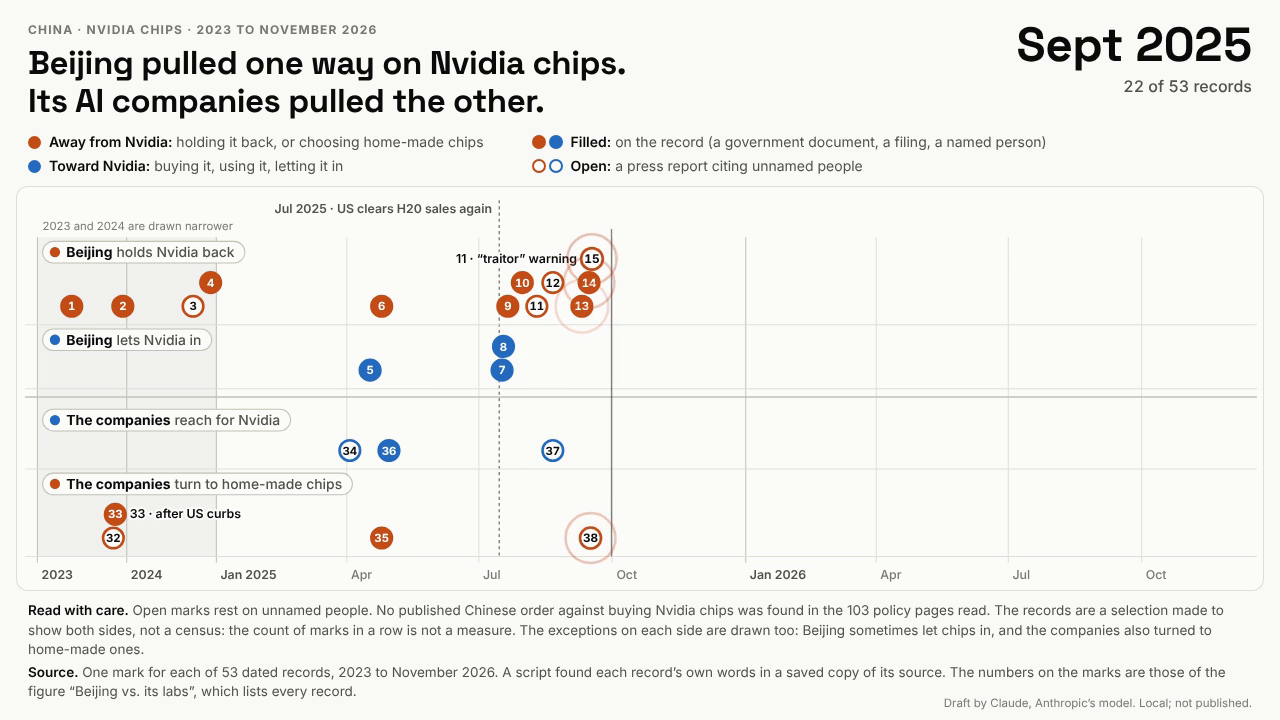 CHINA · NVIDIA CHIPS · 2023 TO NOVEMBER 2026
Beijing pulled one way on Nvidia chips.
Its AI companies pulled the other.
Sept 2025
22 of 53 records
Away from Nvidia: holding it back, or choosing home-made chips
Toward Nvidia: buying it, using it, letting it in
Filled: on the record (a government document, a filing, a named person)
Open: a press report citing unnamed people
Jul 2025 · US clears H20 sales again
2023 and 2024 are drawn narrower
Beijing holds Nvidia back
11 · “traitor” warning
15
4
10
12
14
1
2
3
6
9
11
13
Beijing lets Nvidia in
8
5
7
The companies reach for Nvidia
34
36
37
The companies turn to home-made chips
33
33 · after US curbs
32
35
38
2023
2024
Jan 2025
Apr
Jul
Oct
Jan 2026
Apr
Jul
Oct
Read with care. Open marks rest on unnamed people. No published Chinese order against buying Nvidia chips was found in the 103 policy pages read. The records are a selection made to
show both sides, not a census: the count of marks in a row is not a measure. The exceptions on each side are drawn too: Beijing sometimes let chips in, and the companies also turned to
home-made ones.
Source. One mark for each of 53 dated records, 2023 to November 2026. A script found each record’s own words in a saved copy of its source. The numbers on the marks are those of the
figure “Beijing vs. its labs”, which lists every record.
Draft by Claude, Anthropic’s model. Local; not published.